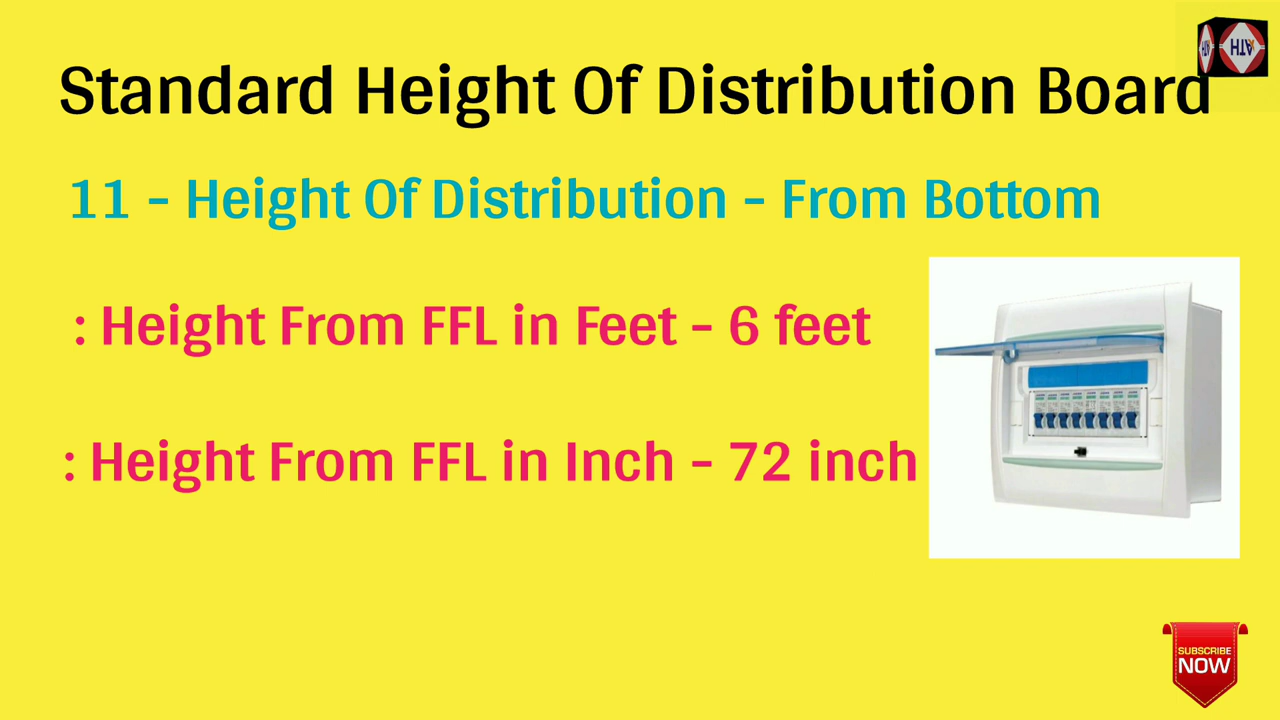 Standard Height Of Distribution Board
11 - Height Of Distribution - From Bottom
: Height From FFL in Feet - 6 feet
: Height From FFL in Inch - 72 inch
ATH
SUBSCRIBE
NOW